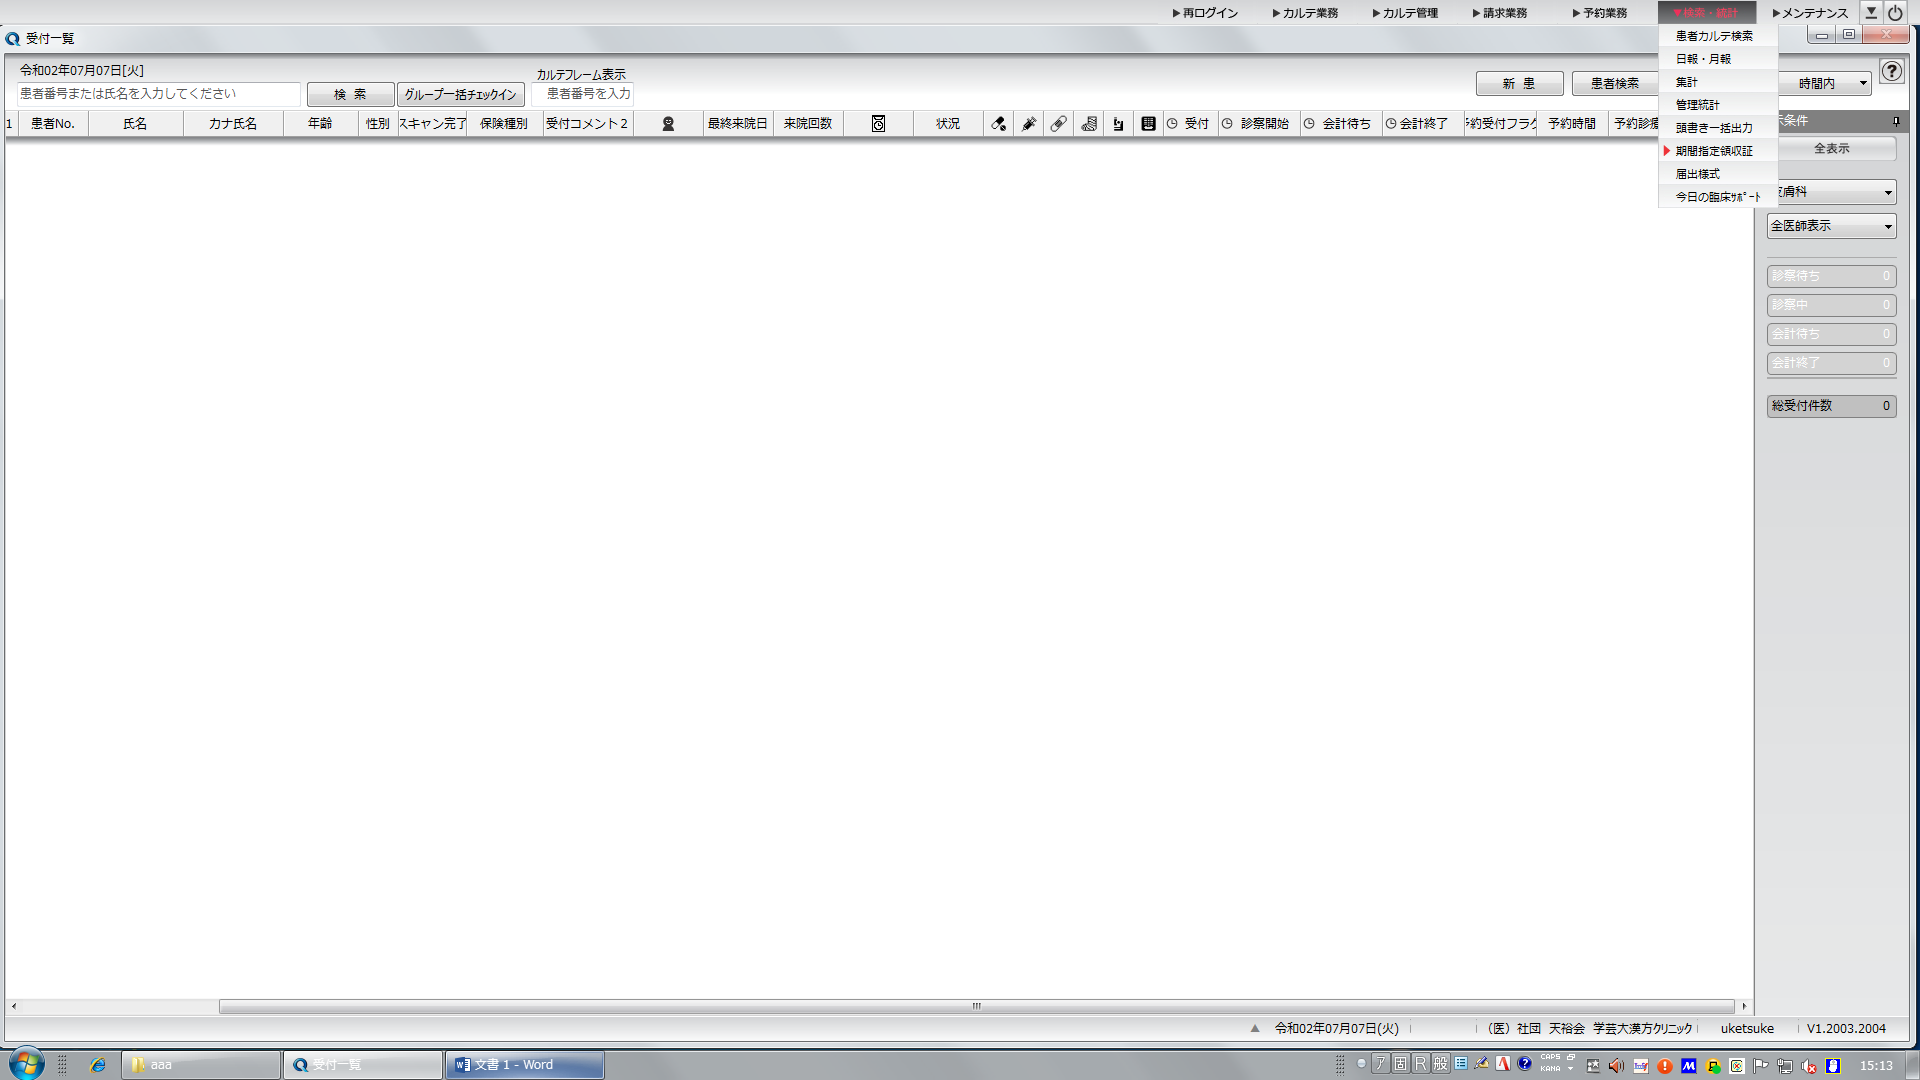 ▶再ログイン ▶カルテ業務 ▶カルテ管理 ▶請求業務 ▶予約業務 ▼検索・統計 ▶メンテナンス
受付一覧
患者カルテ検索
日報・月報
集計
管理統計
頭書き一括出力
期間指定領収証
届出様式
今日の臨床ｻﾎﾟｰﾄ
令和02年07月07日[火]
患者番号または氏名を入力してください
検 索
グループ一括チェックイン
カルテフレーム表示
患者番号を入力
新 患
患者検索
時間内
?
1 患者No. 氏名 カナ氏名 年齢 性別 スキャン完了 保険種別 受付コメント2 最終来院日 来院回数 状況 受付 診察開始 会計待ち 会計終了 約受付フラグ 予約時間 予約診療
条件
全表示
皮膚科
全医師表示
診察待ち 0
診察中 0
会計待ち 0
会計終了 0
総受付件数 0
▲ 令和02年07月07日(火) （医）社団 天裕会 学芸大漢方クリニック uketsuke V1.2003.2004
aaa 受付一覧 文書 1 - Word ア 固 R 般 CAPS KANA 15:13